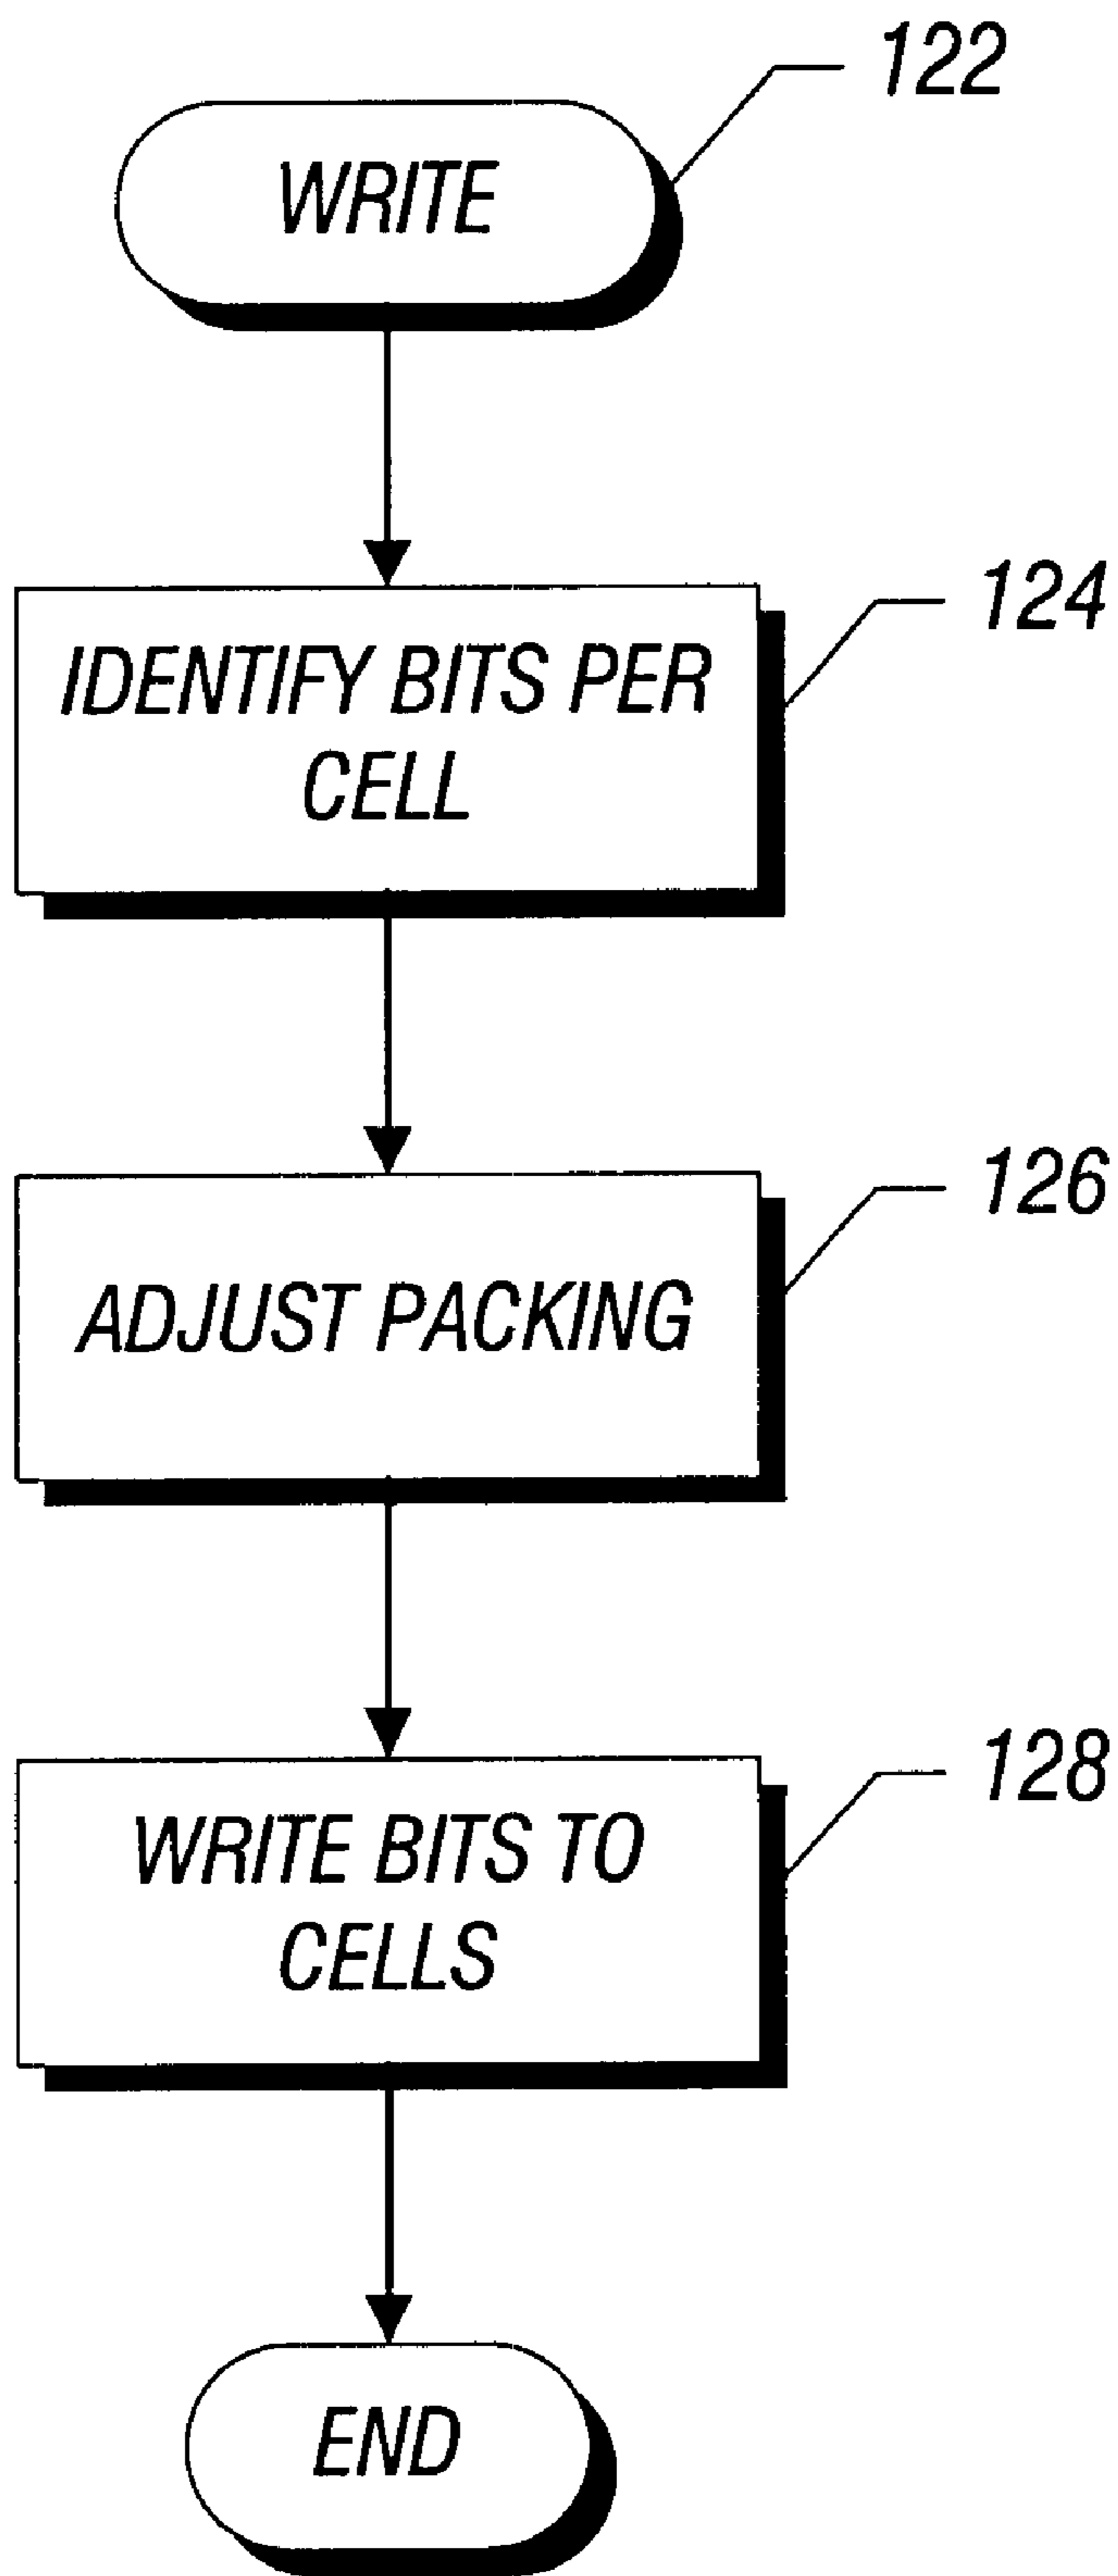 122
WRITE
124
IDENTIFY BITS PER
CELL
126
ADJUST PACKING
128
WRITE BITS TO
CELLS
END